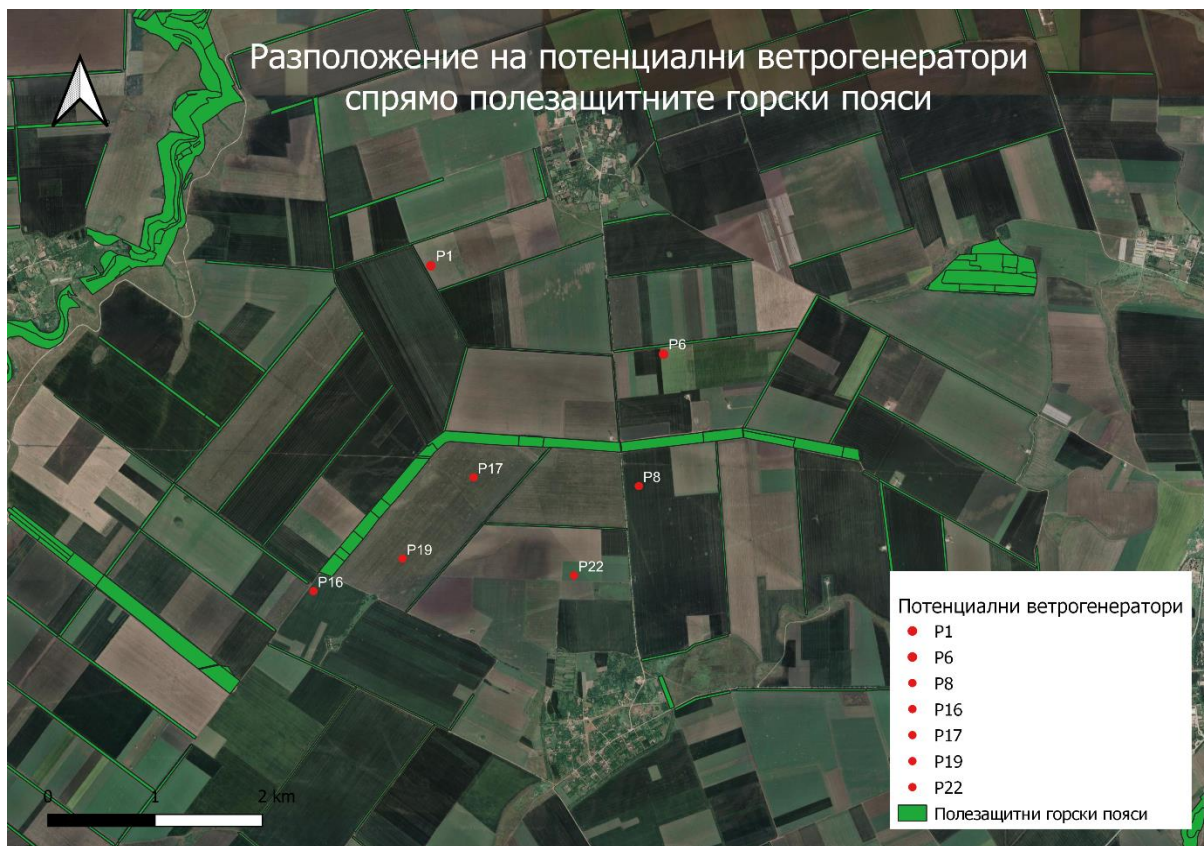 Разположение на потенциални ветрогенератори
спрямо полезащитните горски пояси
P1
P6
P17
P8
P19
P22
P16
Потенциални ветрогенератори
P1
P6
P8
P16
P17
P19
P22
Полезащитни горски пояси
0 1 2 km